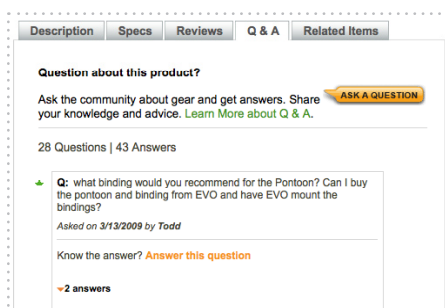 Description Specs Reviews Q & A Related Items
Question about this product?
Ask the community about gear and get answers. Share
your knowledge and advice. Learn More about Q & A.
ASK A QUESTION
28 Questions | 43 Answers
Q: what binding would you recommend for the Pontoon? Can I buy
the pontoon and binding from EVO and have EVO mount the
bindings?
Asked on 3/13/2009 by Todd
Know the answer? Answer this question
2 answers